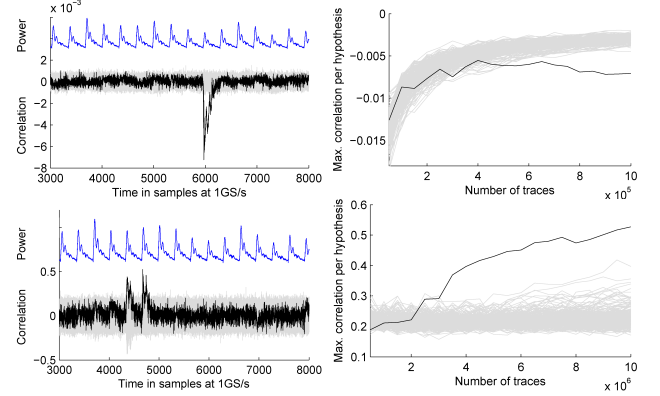 x 10⁻³
Power
2
0
−2
−4
−6
−8
Correlation
3000 4000 5000 6000 7000 8000
Time in samples at 1GS/s
0
−0.005
−0.01
−0.015
Max. correlation per hypothesis
2 4 6 8 10
Number of traces
x 10⁵
Power
0.5
0
−0.5
Correlation
3000 4000 5000 6000 7000 8000
Time in samples at 1GS/s
0.6
0.5
0.4
0.3
0.2
0.1
Max. correlation per hypothesis
2 4 6 8 10
Number of traces
x 10⁶